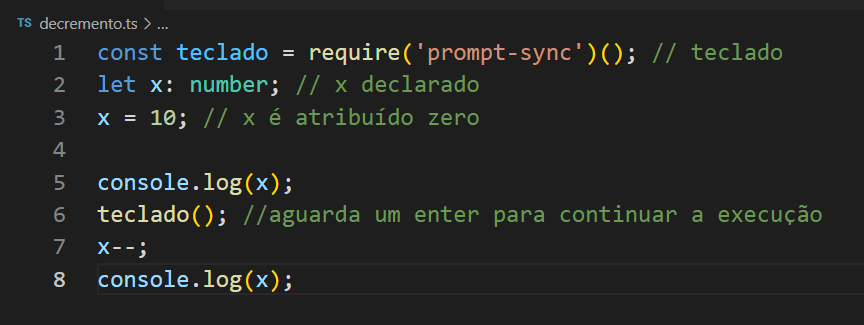 TS decremento.ts > ...
1 const teclado = require('prompt-sync')(); // teclado
2 let x: number; // x declarado
3 x = 10; // x é atribuído zero
4
5 console.log(x);
6 teclado(); //aguarda um enter para continuar a execução
7 x--;
8 console.log(x);